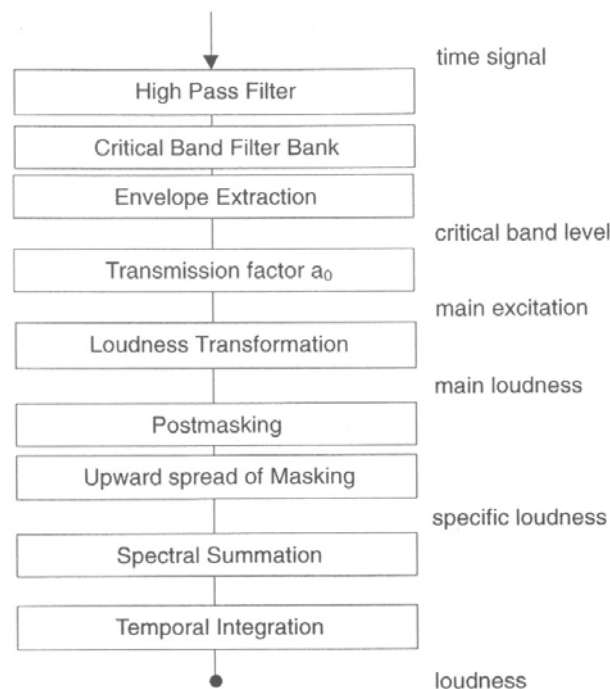 time signal
High Pass Filter
Critical Band Filter Bank
Envelope Extraction
critical band level
Transmission factor a₀
main excitation
Loudness Transformation
main loudness
Postmasking
Upward spread of Masking
specific loudness
Spectral Summation
Temporal Integration
loudness